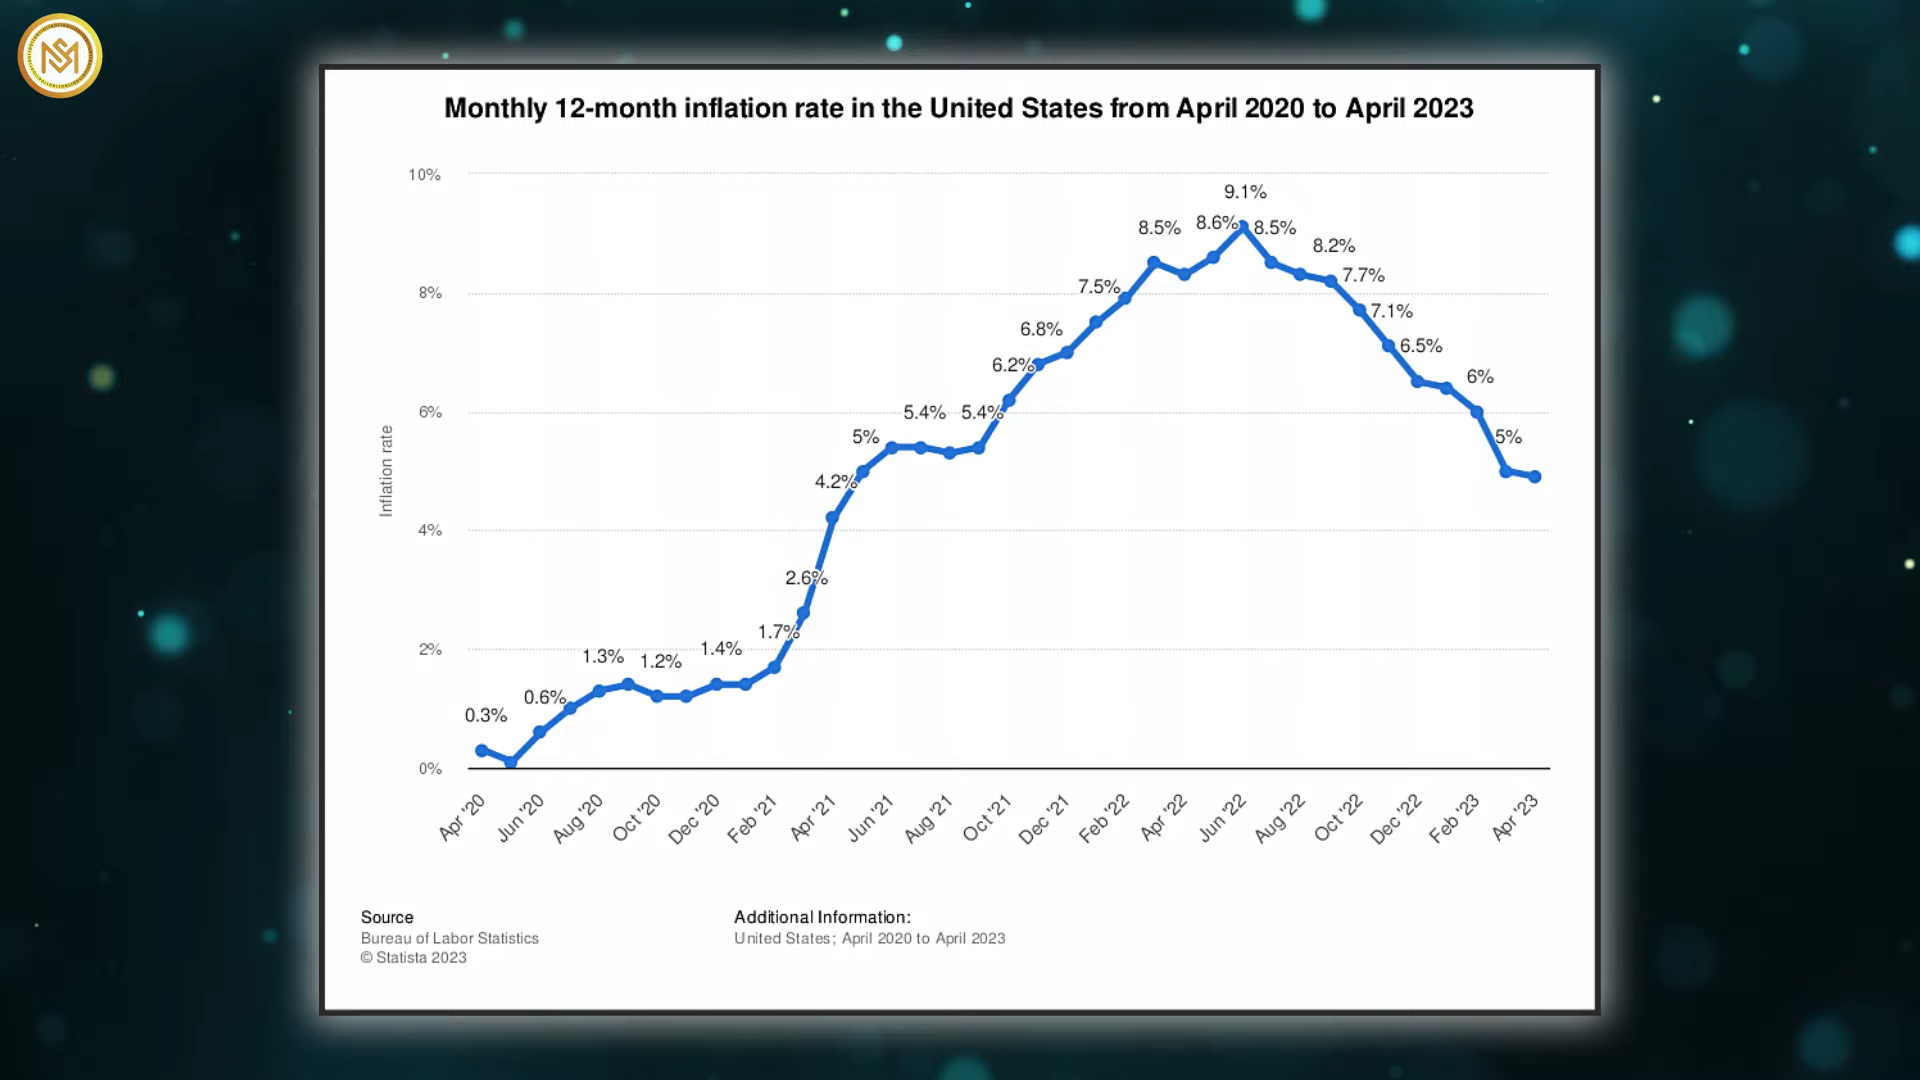 Monthly 12-month inflation rate in the United States from April 2020 to April 2023
10%
8%
6%
4%
2%
0%
Inflation rate
0.3%
0.6%
1.3%
1.2%
1.4%
1.7%
2.6%
4.2%
5%
5.4%
5.4%
6.2%
6.8%
7.5%
8.5%
8.6%
9.1%
8.5%
8.2%
7.7%
7.1%
6.5%
6%
5%
Apr '20
Jun '20
Aug '20
Oct '20
Dec '20
Feb '21
Apr '21
Jun '21
Aug '21
Oct '21
Dec '21
Feb '22
Apr '22
Jun '22
Aug '22
Oct '22
Dec '22
Feb '23
Apr '23
Source
Bureau of Labor Statistics
© Statista 2023
Additional Information:
United States; April 2020 to April 2023